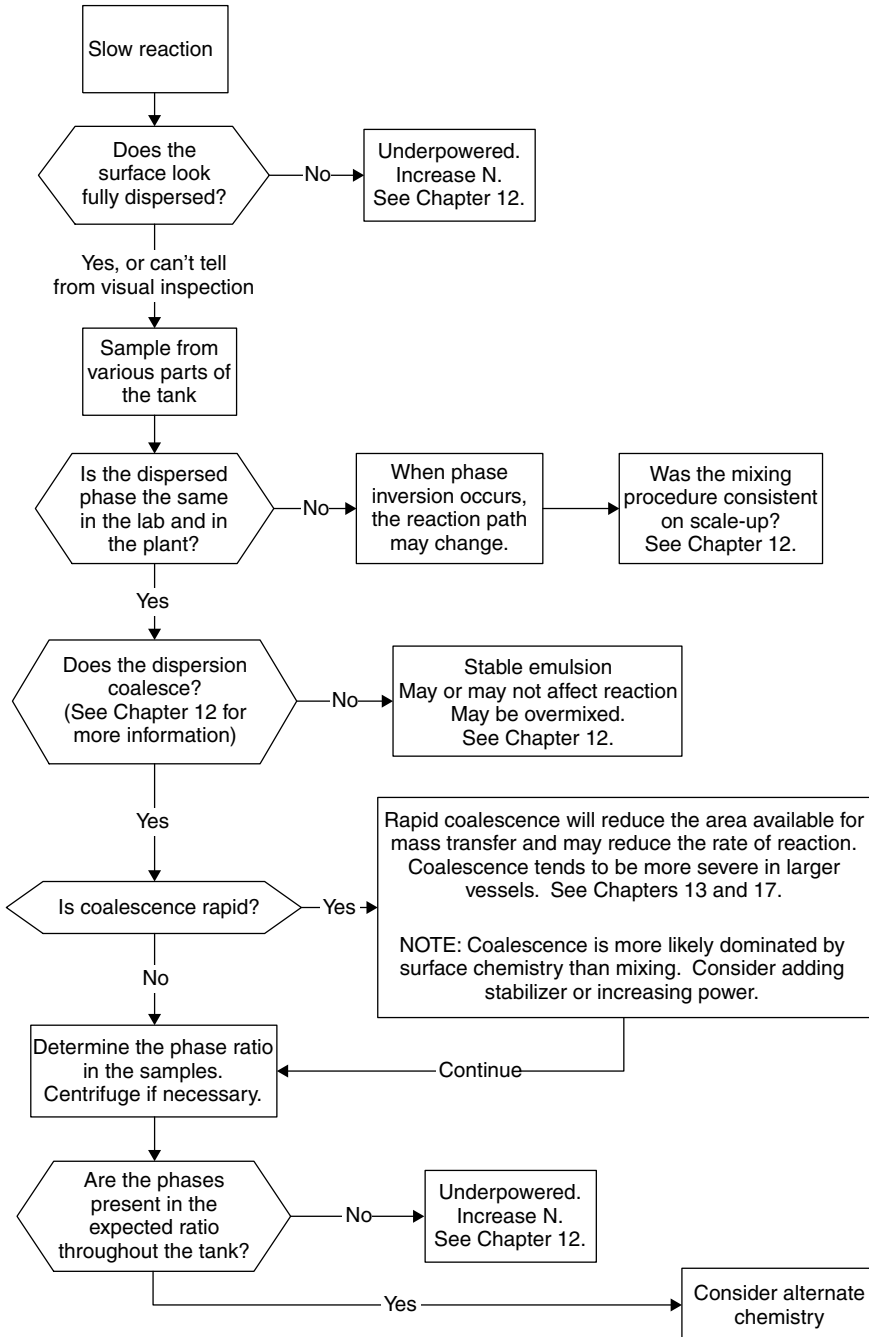 Slow reaction
Does the
surface look
fully dispersed?
No
Underpowered.
Increase N.
See Chapter 12.
Yes, or can't tell
from visual inspection
Sample from
various parts of
the tank
Is the dispersed
phase the same
in the lab and in
the plant?
No
When phase
inversion occurs,
the reaction path
may change.
Was the mixing
procedure consistent
on scale-up?
See Chapter 12.
Yes
Does the dispersion
coalesce?
(See Chapter 12 for
more information)
No
Stable emulsion
May or may not affect reaction
May be overmixed.
See Chapter 12.
Yes
Is coalescence rapid?
Yes
Rapid coalescence will reduce the area available for
mass transfer and may reduce the rate of reaction.
Coalescence tends to be more severe in larger
vessels. See Chapters 13 and 17.
NOTE: Coalescence is more likely dominated by
surface chemistry than mixing. Consider adding
stabilizer or increasing power.
No
Continue
Determine the phase ratio
in the samples.
Centrifuge if necessary.
Are the phases
present in the
expected ratio
throughout the tank?
No
Underpowered.
Increase N.
See Chapter 12.
Yes
Consider alternate
chemistry